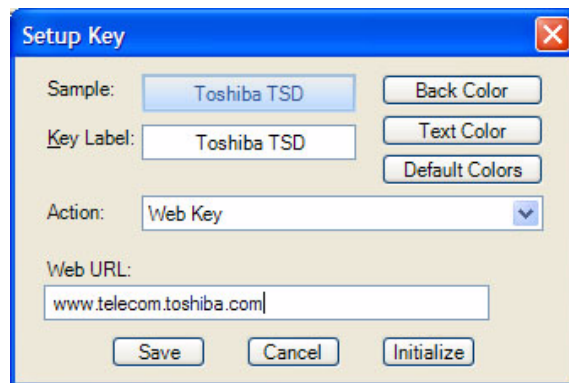 Setup Key
Sample: Toshiba TSD Back Color
Key Label: Toshiba TSD Text Color
Default Colors
Action: Web Key
Web URL:
www.telecom.toshiba.com
Save Cancel Initialize